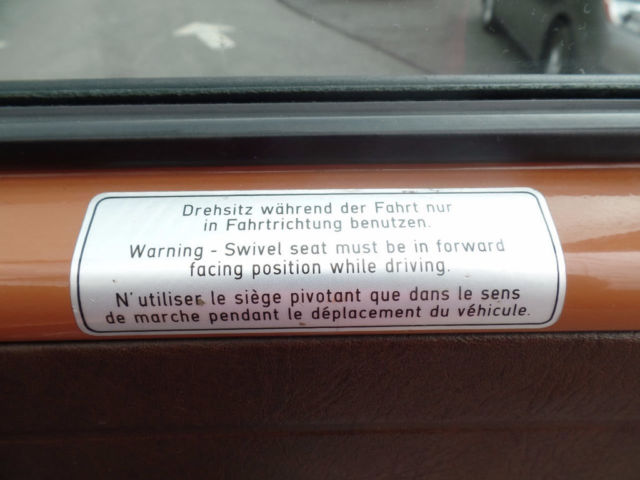 Drehsitz während der Fahrt nur
in Fahrtrichtung benutzen.
Warning - Swivel seat must be in forward
facing position while driving.
N'utiliser le siège pivotant que dans le sens
de marche pendant le déplacement du véhicule.